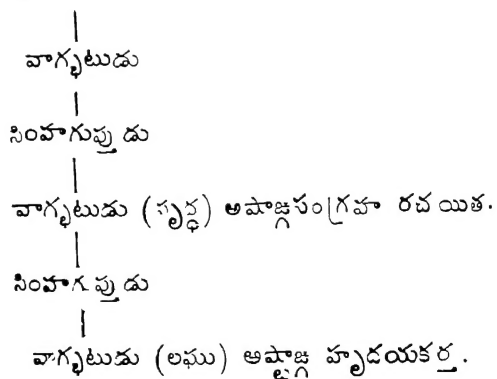 వాగ్భటుడు
సింహగుప్తుడు
వాగ్భటుడు (వృద్ధ) అష్టాఙ్గసంగ్రహ రచయిత.
సింహగుప్తుడు
వాగ్భటుడు (లఘు) అష్టాఙ్గ హృదయకర్త.